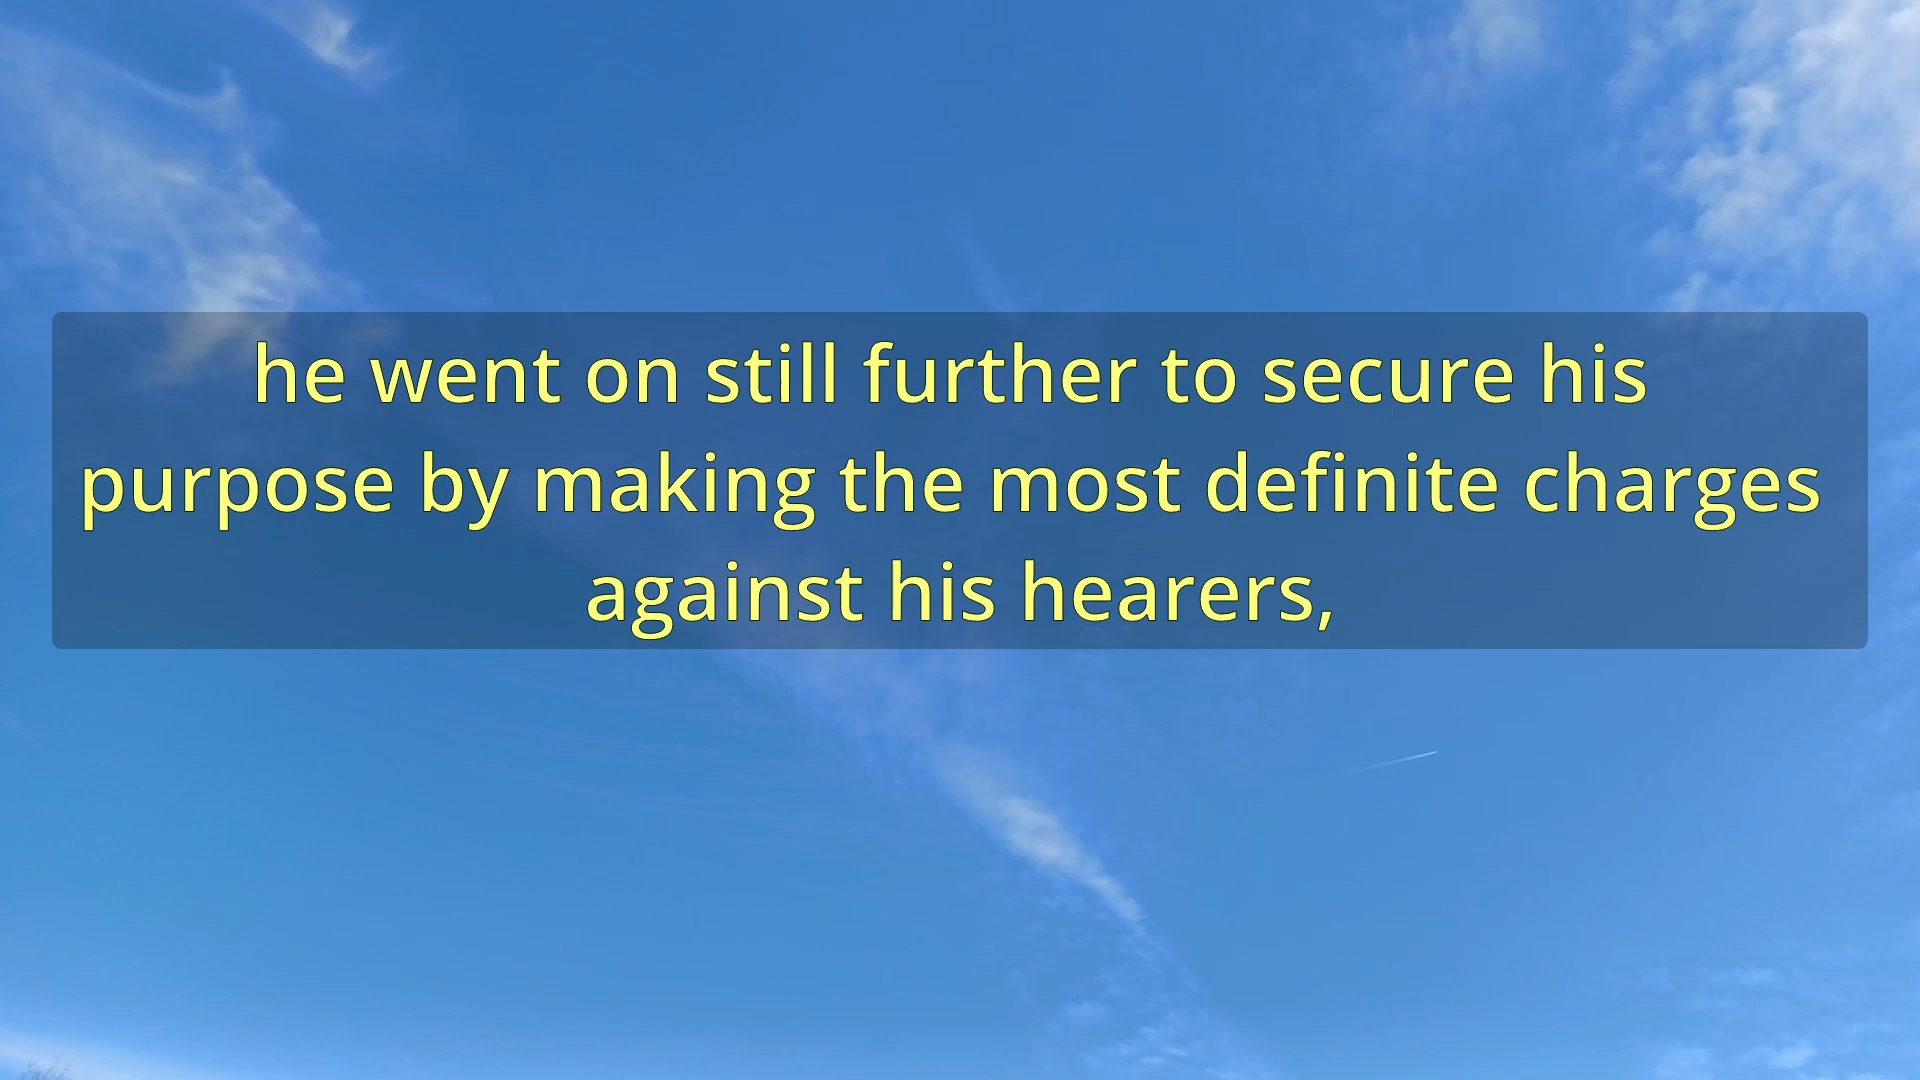 he went on still further to secure his
purpose by making the most definite charges
against his hearers,